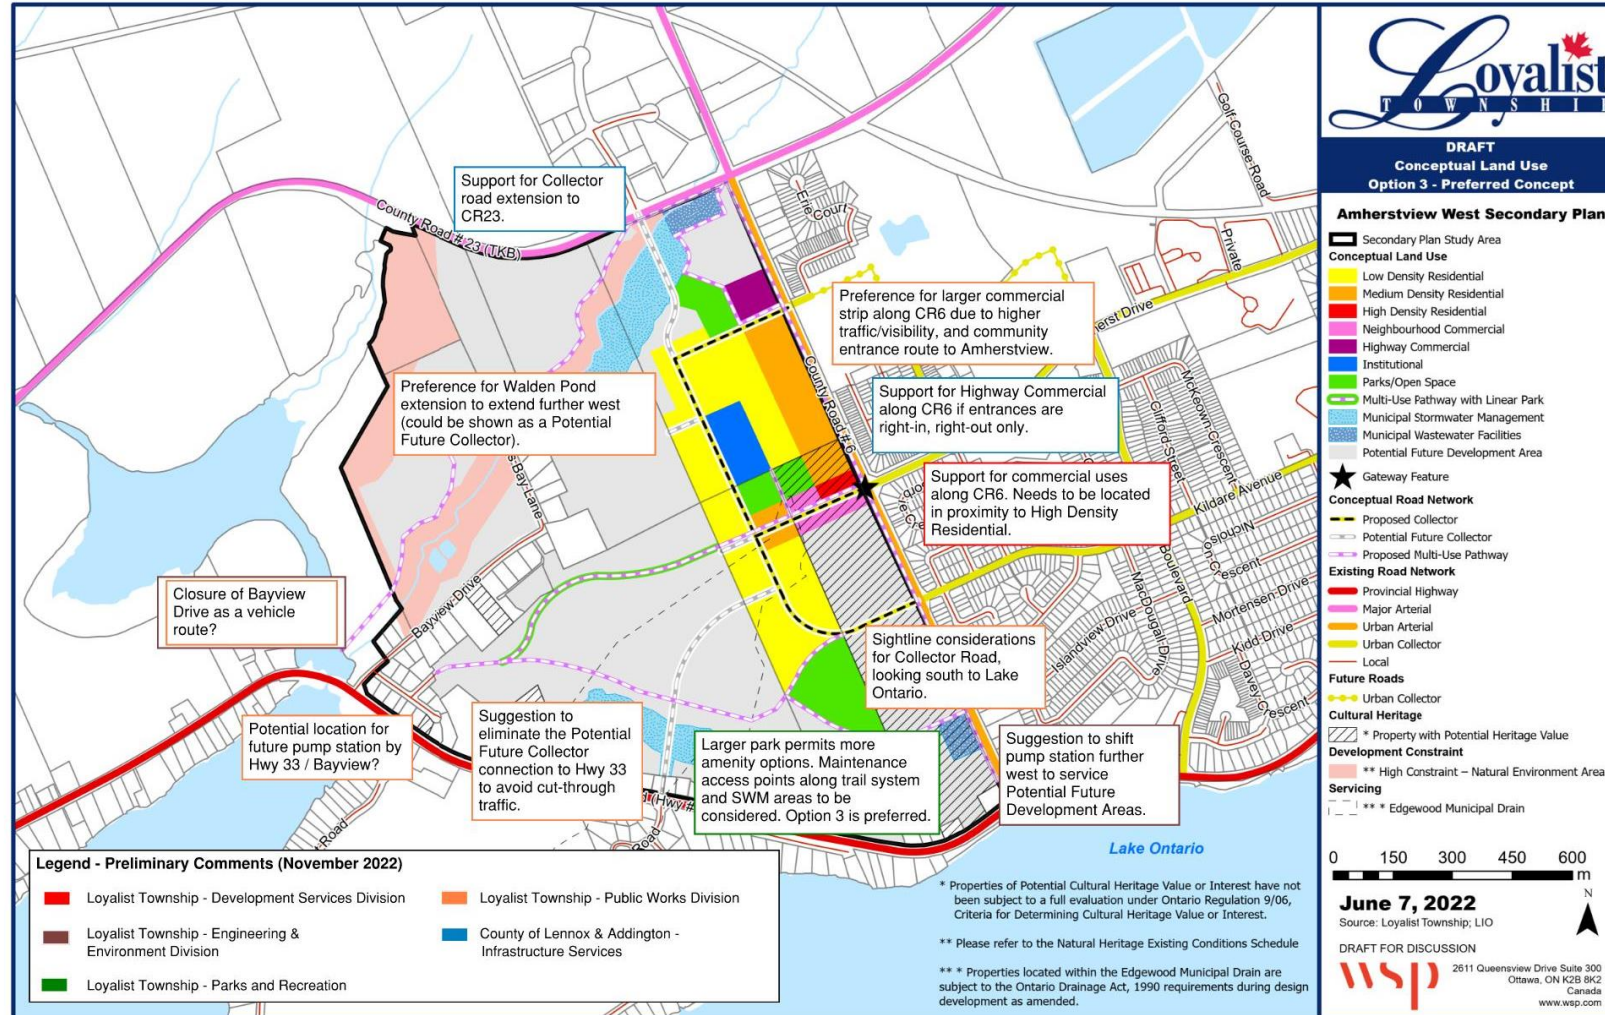 Loyalist
TOWNSHI
DRAFT
Conceptual Land Use
Option 3 - Preferred Concept
Amherstview West Secondary Plan
Secondary Plan Study Area
Conceptual Land Use
Low Density Residential
Medium Density Residential
High Density Residential
Neighbourhood Commercial
Highway Commercial
Institutional
Parks/Open Space
Multi-Use Pathway with Linear Park
Municipal Stormwater Management
Municipal Wastewater Facilities
Potential Future Development Area
Gateway Feature
Conceptual Road Network
Proposed Collector
Potential Future Collector
Proposed Multi-Use Pathway
Existing Road Network
Provincial Highway
Major Arterial
Urban Arterial
Urban Collector
Local
Future Roads
Urban Collector
Cultural Heritage
* Property with Potential Heritage Value
Development Constraint
** High Constraint – Natural Environment Area
Servicing
** * Edgewood Municipal Drain
0 150 300 450 600
m
N
June 7, 2022
Source: Loyalist Township; LIO
DRAFT FOR DISCUSSION
wsp
2611 Queensview Drive Suite 300
Ottawa, ON K2B 8K2
Canada
www.wsp.com
Support for Collector
road extension to
CR23.
County Road # 23 (TKB)
Erie Court
Golf Course Road
Private
Preference for larger commercial
strip along CR6 due to higher
traffic/visibility, and community
entrance route to Amherstview.
erst Drive
County Road # 6
Preference for Walden Pond
extension to extend further west
(could be shown as a Potential
Future Collector).
Support for Highway Commercial
along CR6 if entrances are
right-in, right-out only.
McKeown Crescent
Clifford Street
s Bay Lane
Support for commercial uses
along CR6. Needs to be located
in proximity to High Density
Residential.
Kildare Avenue
Nicholson Crescent
Boulevard
Closure of Bayview
Drive as a vehicle
route?
Bayview Drive
MacDougall Drive
Mortensen Drive
Kidd Drive
Islandview Drive
Davey Crescent
Sightline considerations
for Collector Road,
looking south to Lake
Ontario.
Potential location for
future pump station by
Hwy 33 / Bayview?
Suggestion to
eliminate the Potential
Future Collector
connection to Hwy 33
to avoid cut-through
traffic.
Larger park permits more
amenity options. Maintenance
access points along trail system
and SWM areas to be
considered. Option 3 is preferred.
Suggestion to shift
pump station further
west to service
Potential Future
Development Areas.
(Hwy #
Road
Road
Lake Ontario
Legend - Preliminary Comments (November 2022)
Loyalist Township - Development Services Division
Loyalist Township - Engineering &
Environment Division
Loyalist Township - Parks and Recreation
Loyalist Township - Public Works Division
County of Lennox & Addington -
Infrastructure Services
* Properties of Potential Cultural Heritage Value or Interest have not
been subject to a full evaluation under Ontario Regulation 9/06,
Criteria for Determining Cultural Heritage Value or Interest.
** Please refer to the Natural Heritage Existing Conditions Schedule
** * Properties located within the Edgewood Municipal Drain are
subject to the Ontario Drainage Act, 1990 requirements during design
development as amended.